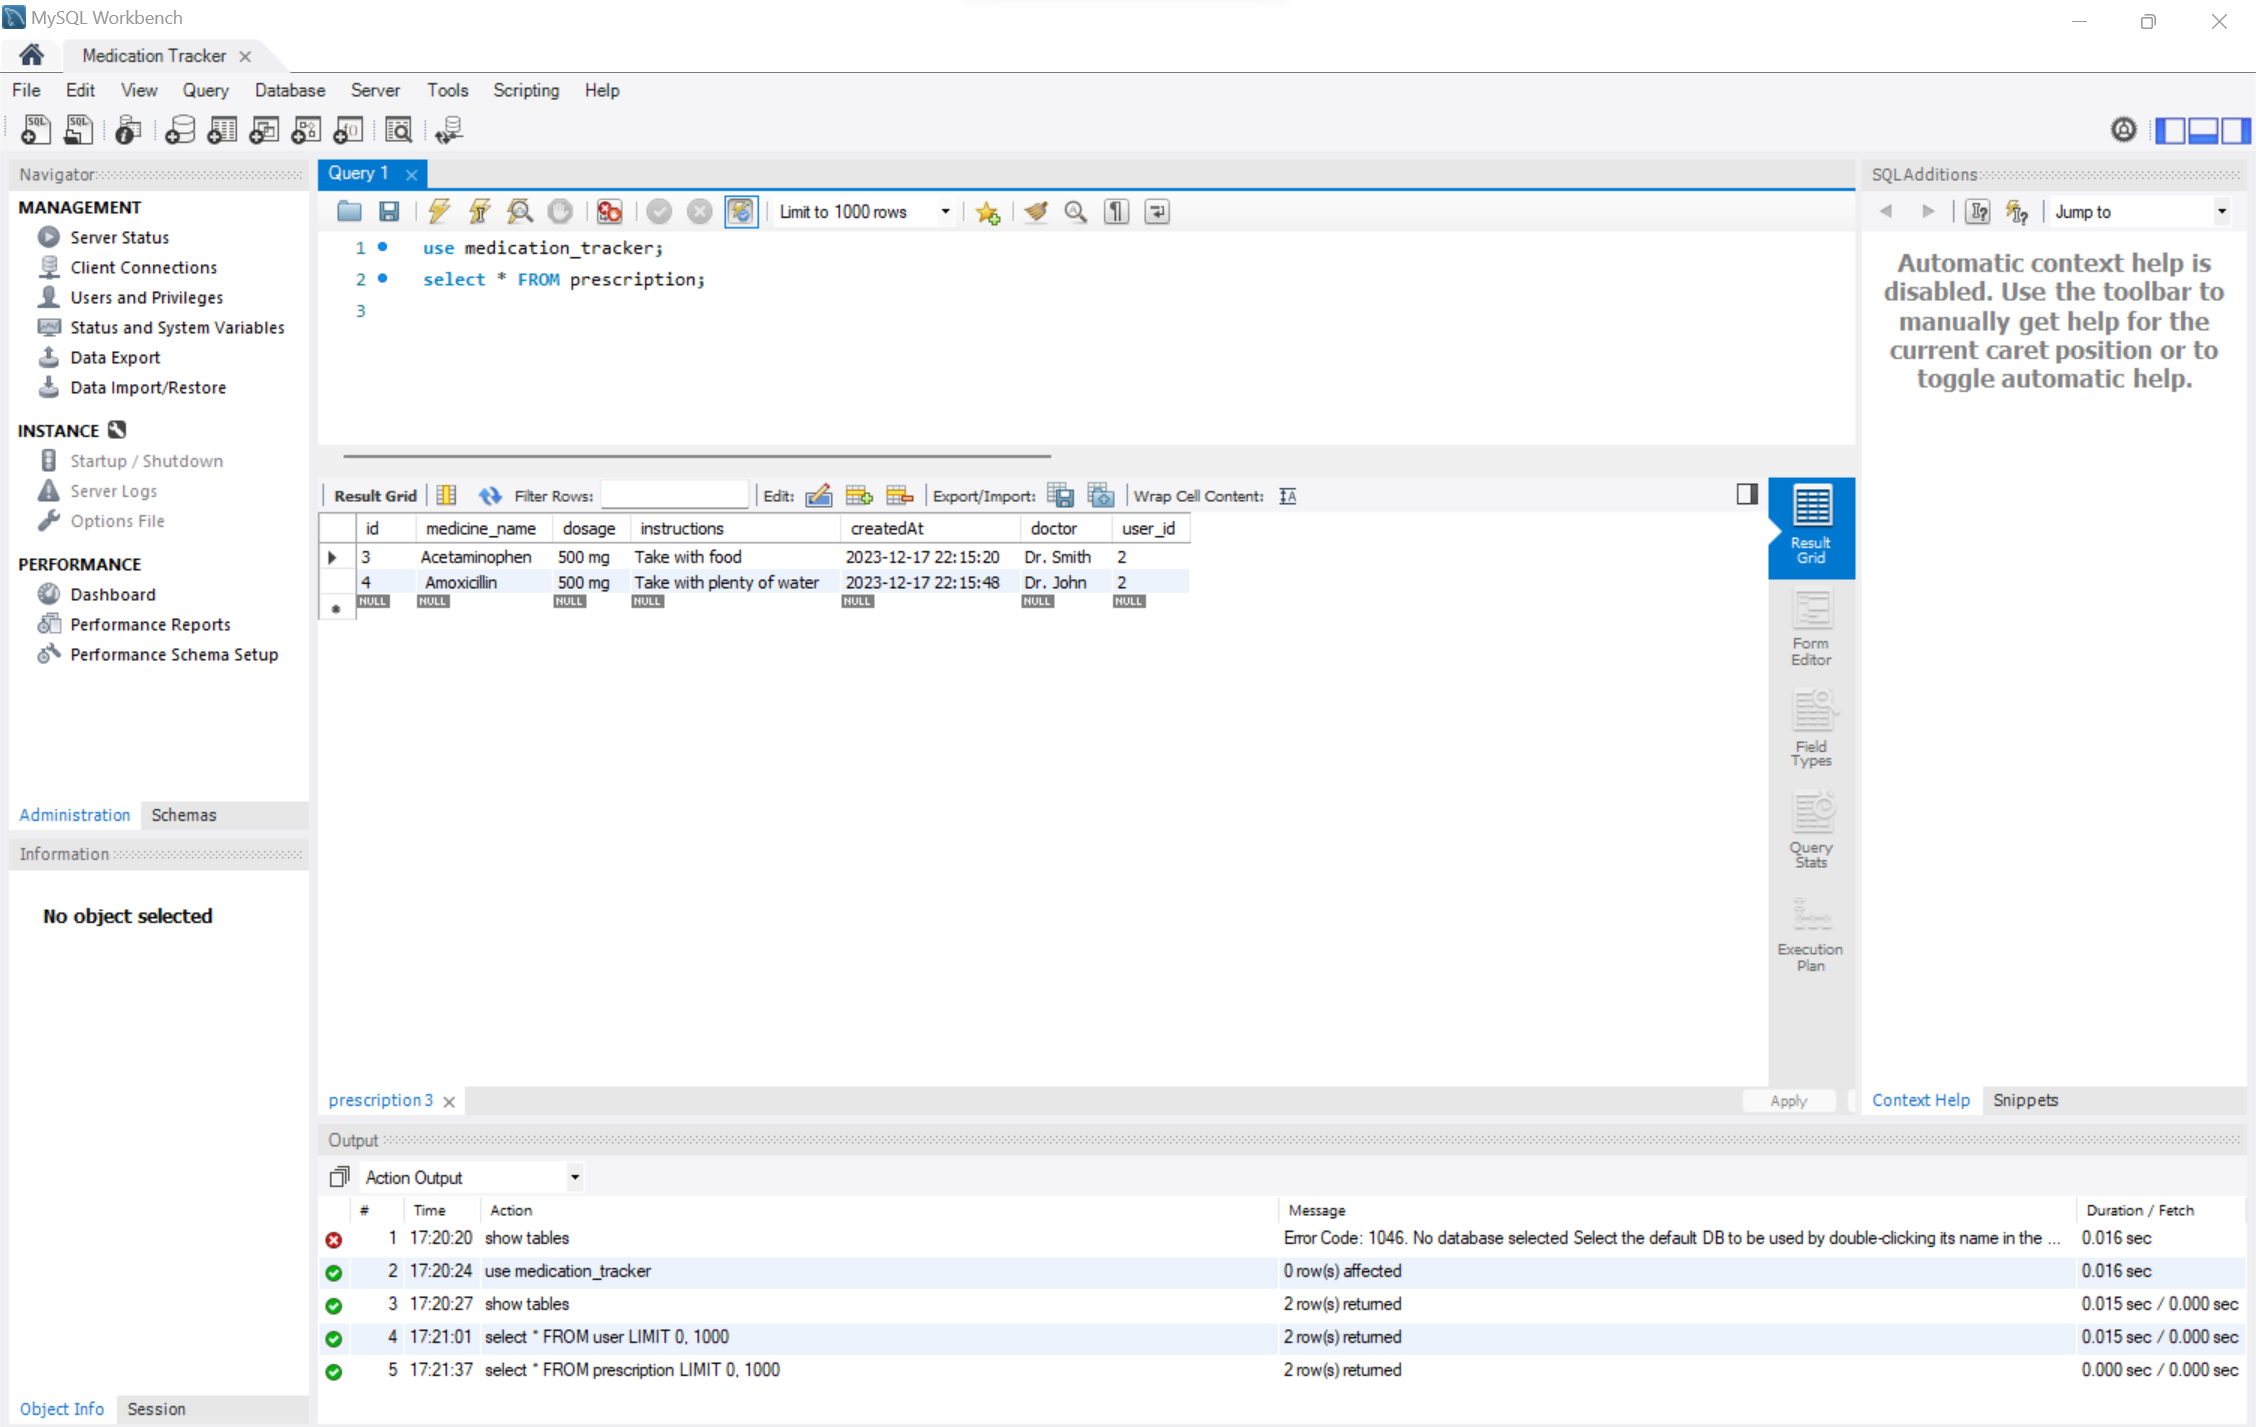 MySQL Workbench
Medication Tracker
File Edit View Query Database Server Tools Scripting Help
Navigator
MANAGEMENT
Server Status
Client Connections
Users and Privileges
Status and System Variables
Data Export
Data Import/Restore
INSTANCE
Startup / Shutdown
Server Logs
Options File
PERFORMANCE
Dashboard
Performance Reports
Performance Schema Setup
Administration Schemas
Information
No object selected
Object Info Session
Query 1
Limit to 1000 rows
1 use medication_tracker;
2 select * FROM prescription;
3
Result Grid Filter Rows: Edit: Export/Import: Wrap Cell Content:
id medicine_name dosage instructions createdAt doctor user_id
3 Acetaminophen 500 mg Take with food 2023-12-17 22:15:20 Dr. Smith 2
4 Amoxicillin 500 mg Take with plenty of water 2023-12-17 22:15:48 Dr. John 2
NULL NULL NULL NULL NULL NULL NULL
Result
Grid
Form
Editor
Field
Types
Query
Stats
Execution
Plan
prescription 3
Apply
SQLAdditions
Jump to
Automatic context help is
disabled. Use the toolbar to
manually get help for the
current caret position or to
toggle automatic help.
Context Help Snippets
Output
Action Output
# Time Action Message Duration / Fetch
1 17:20:20 show tables Error Code: 1046. No database selected Select the default DB to be used by double-clicking its name in the ... 0.016 sec
2 17:20:24 use medication_tracker 0 row(s) affected 0.016 sec
3 17:20:27 show tables 2 row(s) returned 0.015 sec / 0.000 sec
4 17:21:01 select * FROM user LIMIT 0, 1000 2 row(s) returned 0.015 sec / 0.000 sec
5 17:21:37 select * FROM prescription LIMIT 0, 1000 2 row(s) returned 0.000 sec / 0.000 sec